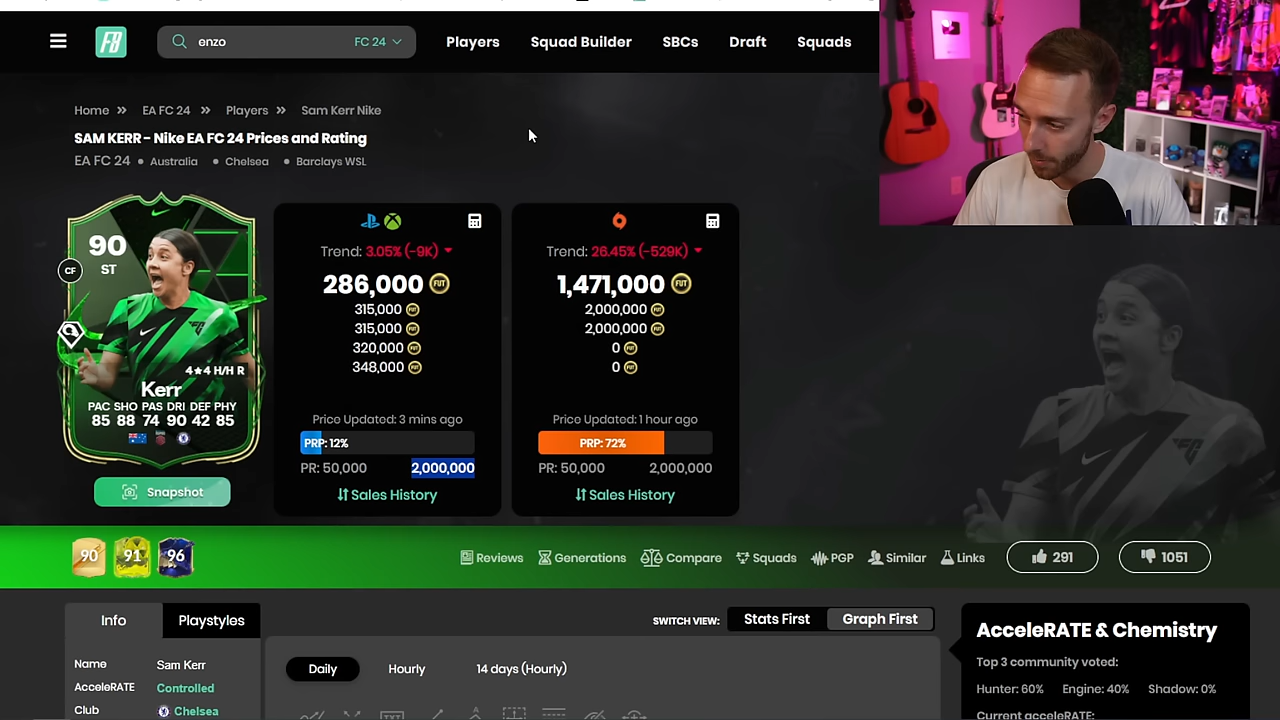 FB
enzo
FC 24
Players
Squad Builder
SBCs
Draft
Squads
Home » EA FC 24 » Players » Sam Kerr Nike
SAM KERR - Nike EA FC 24 Prices and Rating
EA FC 24 • Australia • Chelsea • Barclays WSL
90
ST
CF
4★4 H/H R
Kerr
PAC SHO PAS DRI DEF PHY
85 88 74 90 42 85
Snapshot
Trend: 3.05% (-9K)
286,000 FUT
315,000
315,000
320,000
348,000
Price Updated: 3 mins ago
PRP: 12%
PR: 50,000 2,000,000
Sales History
Trend: 26.45% (-529K)
1,471,000 FUT
2,000,000
2,000,000
0
0
Price Updated: 1 hour ago
PRP: 72%
PR: 50,000 2,000,000
Sales History
90 91 96
Reviews
Generations
Compare
Squads
PGP
Similar
Links
291
1051
Info
Playstyles
Name Sam Kerr
AcceleRATE Controlled
Club Chelsea
SWITCH VIEW: Stats First Graph First
Daily Hourly 14 days (Hourly)
TXT
AcceleRATE & Chemistry
Top 3 community voted:
Hunter: 60% Engine: 40% Shadow: 0%
Current acceleRATE: